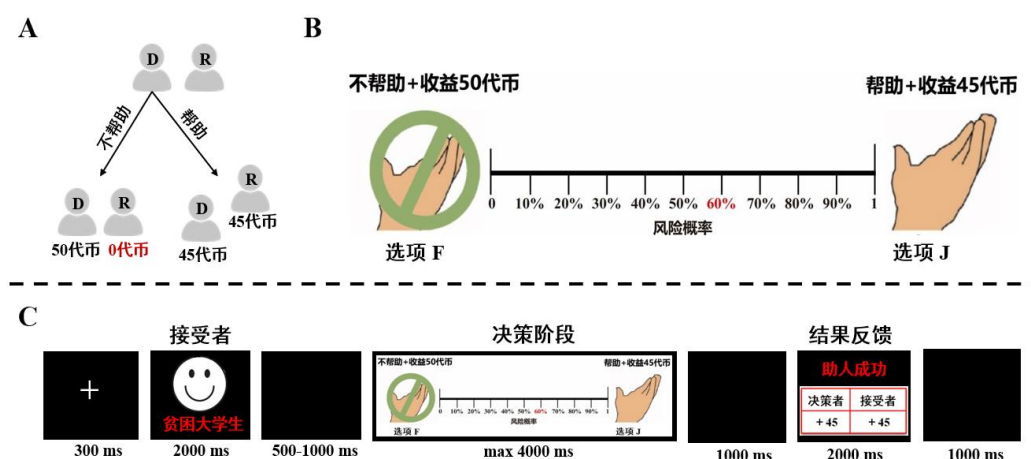 A
D R
不帮助 帮助
D R D R
50代币 0代币 45代币 45代币
B
不帮助+收益50代币 帮助+收益45代币
0 10% 20% 30% 40% 50% 60% 70% 80% 90% 1
风险概率
选项 F 选项 J
C
接受者 决策阶段 结果反馈
+
贫困大学生
不帮助+收益50代币 帮助+收益45代币
0 10% 20% 30% 40% 50% 60% 70% 80% 90% 1
风险概率
选项 F 选项 J
助人成功
决策者 接受者
+ 45 + 45
300 ms 2000 ms 500-1000 ms max 4000 ms 1000 ms 2000 ms 1000 ms